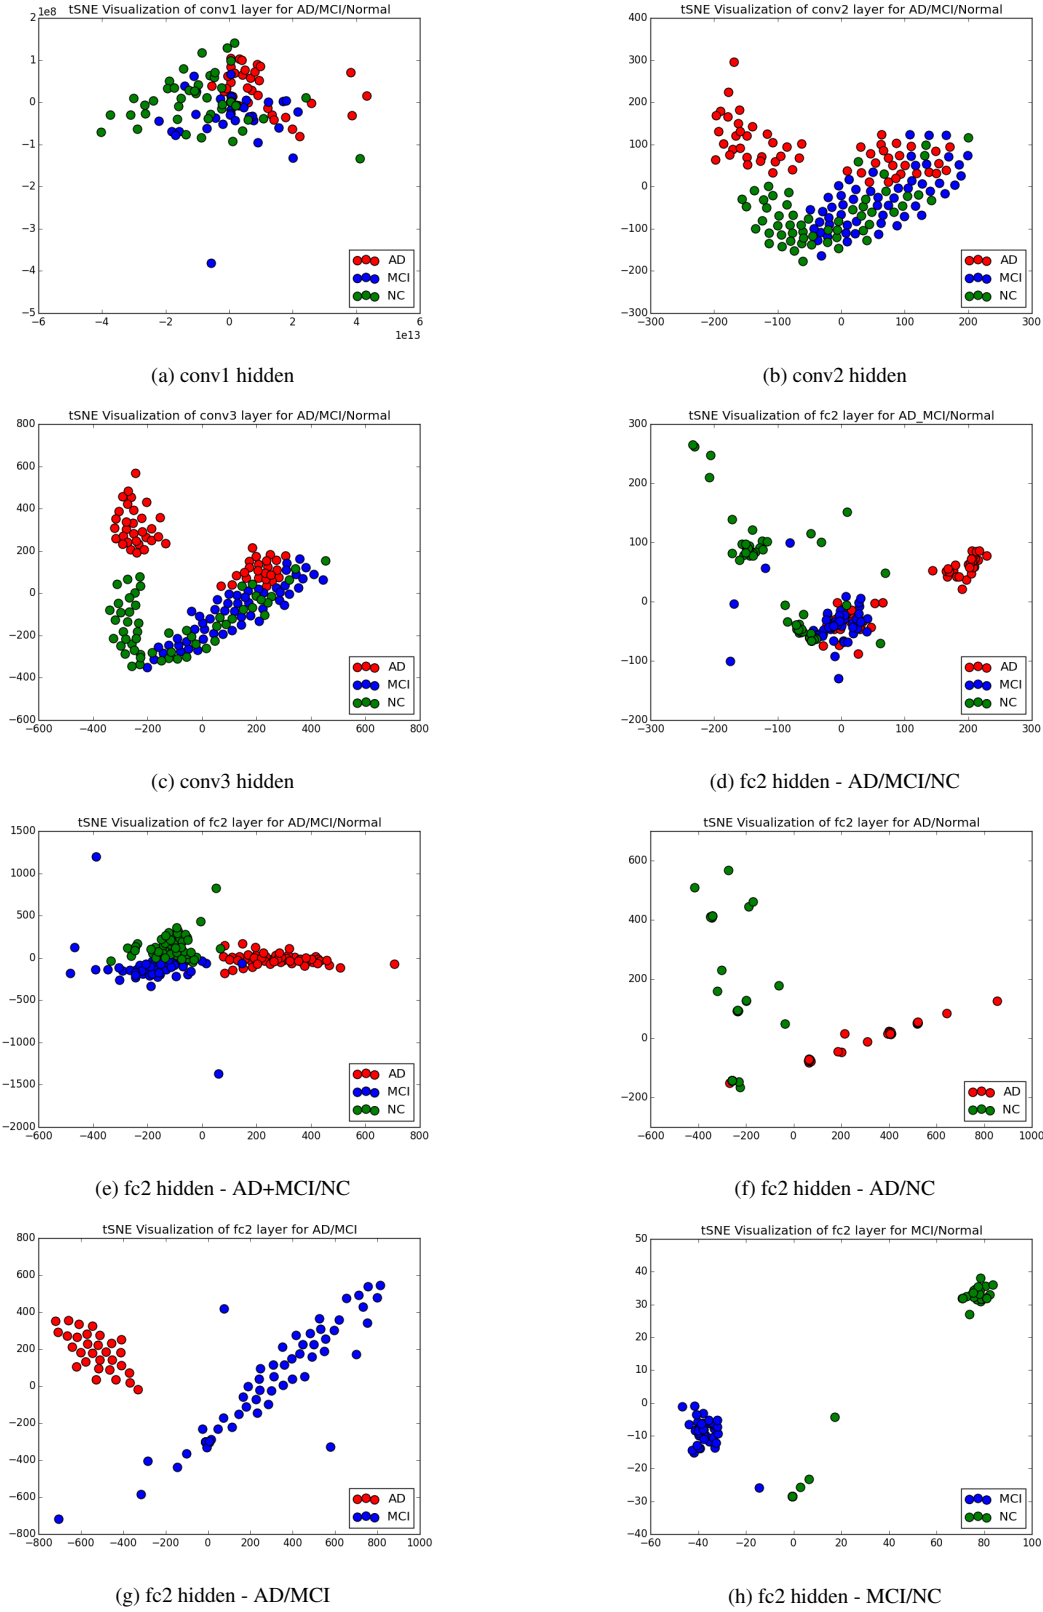 tSNE Visualization of conv1 layer for AD/MCI/Normal
2 1e8
1
0
−1
−2
−3
−4
−5
−6 −4 −2 0 2 4 6
1e13
AD
MCI
NC
(a) conv1 hidden
tSNE Visualization of conv2 layer for AD/MCI/Normal
400
300
200
100
0
−100
−200
−300
−300 −200 −100 0 100 200 300
AD
MCI
NC
(b) conv2 hidden
tSNE Visualization of conv3 layer for AD/MCI/Normal
800
600
400
200
0
−200
−400
−600
−600 −400 −200 0 200 400 600 800
AD
MCI
NC
(c) conv3 hidden
tSNE Visualization of fc2 layer for AD_MCI/Normal
300
200
100
0
−100
−200
−300 −200 −100 0 100 200 300
AD
MCI
NC
(d) fc2 hidden - AD/MCI/NC
tSNE Visualization of fc2 layer for AD/MCI/Normal
1500
1000
500
0
−500
−1000
−1500
−2000
−600 −400 −200 0 200 400 600 800
AD
MCI
NC
(e) fc2 hidden - AD+MCI/NC
tSNE Visualization of fc2 layer for AD/Normal
600
400
200
0
−200
−600 −400 −200 0 200 400 600 800 1000
AD
NC
(f) fc2 hidden - AD/NC
tSNE Visualization of fc2 layer for AD/MCI
800
600
400
200
0
−200
−400
−600
−800
−800 −600 −400 −200 0 200 400 600 800 1000
AD
MCI
(g) fc2 hidden - AD/MCI
tSNE Visualization of fc2 layer for MCI/Normal
50
40
30
20
10
0
−10
−20
−30
−40
−60 −40 −20 0 20 40 60 80 100
MCI
NC
(h) fc2 hidden - MCI/NC